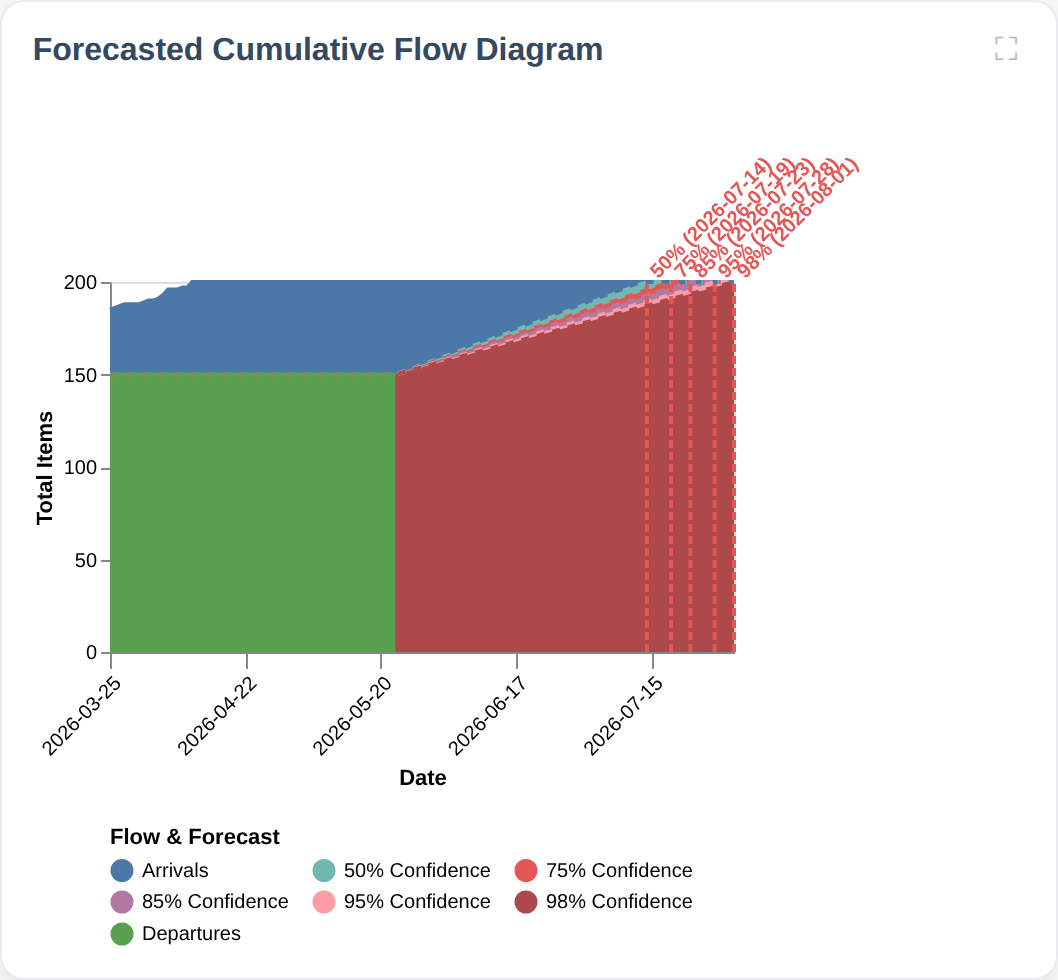 Forecasted Cumulative Flow Diagram
50% (2026-07-14)
75% (2026-07-19)
85% (2026-07-23)
95% (2026-07-28)
98% (2026-08-01)
200
150
100
50
0
Total Items
2026-03-25
2026-04-22
2026-05-20
2026-06-17
2026-07-15
Date
Flow & Forecast
Arrivals
50% Confidence
75% Confidence
85% Confidence
95% Confidence
98% Confidence
Departures